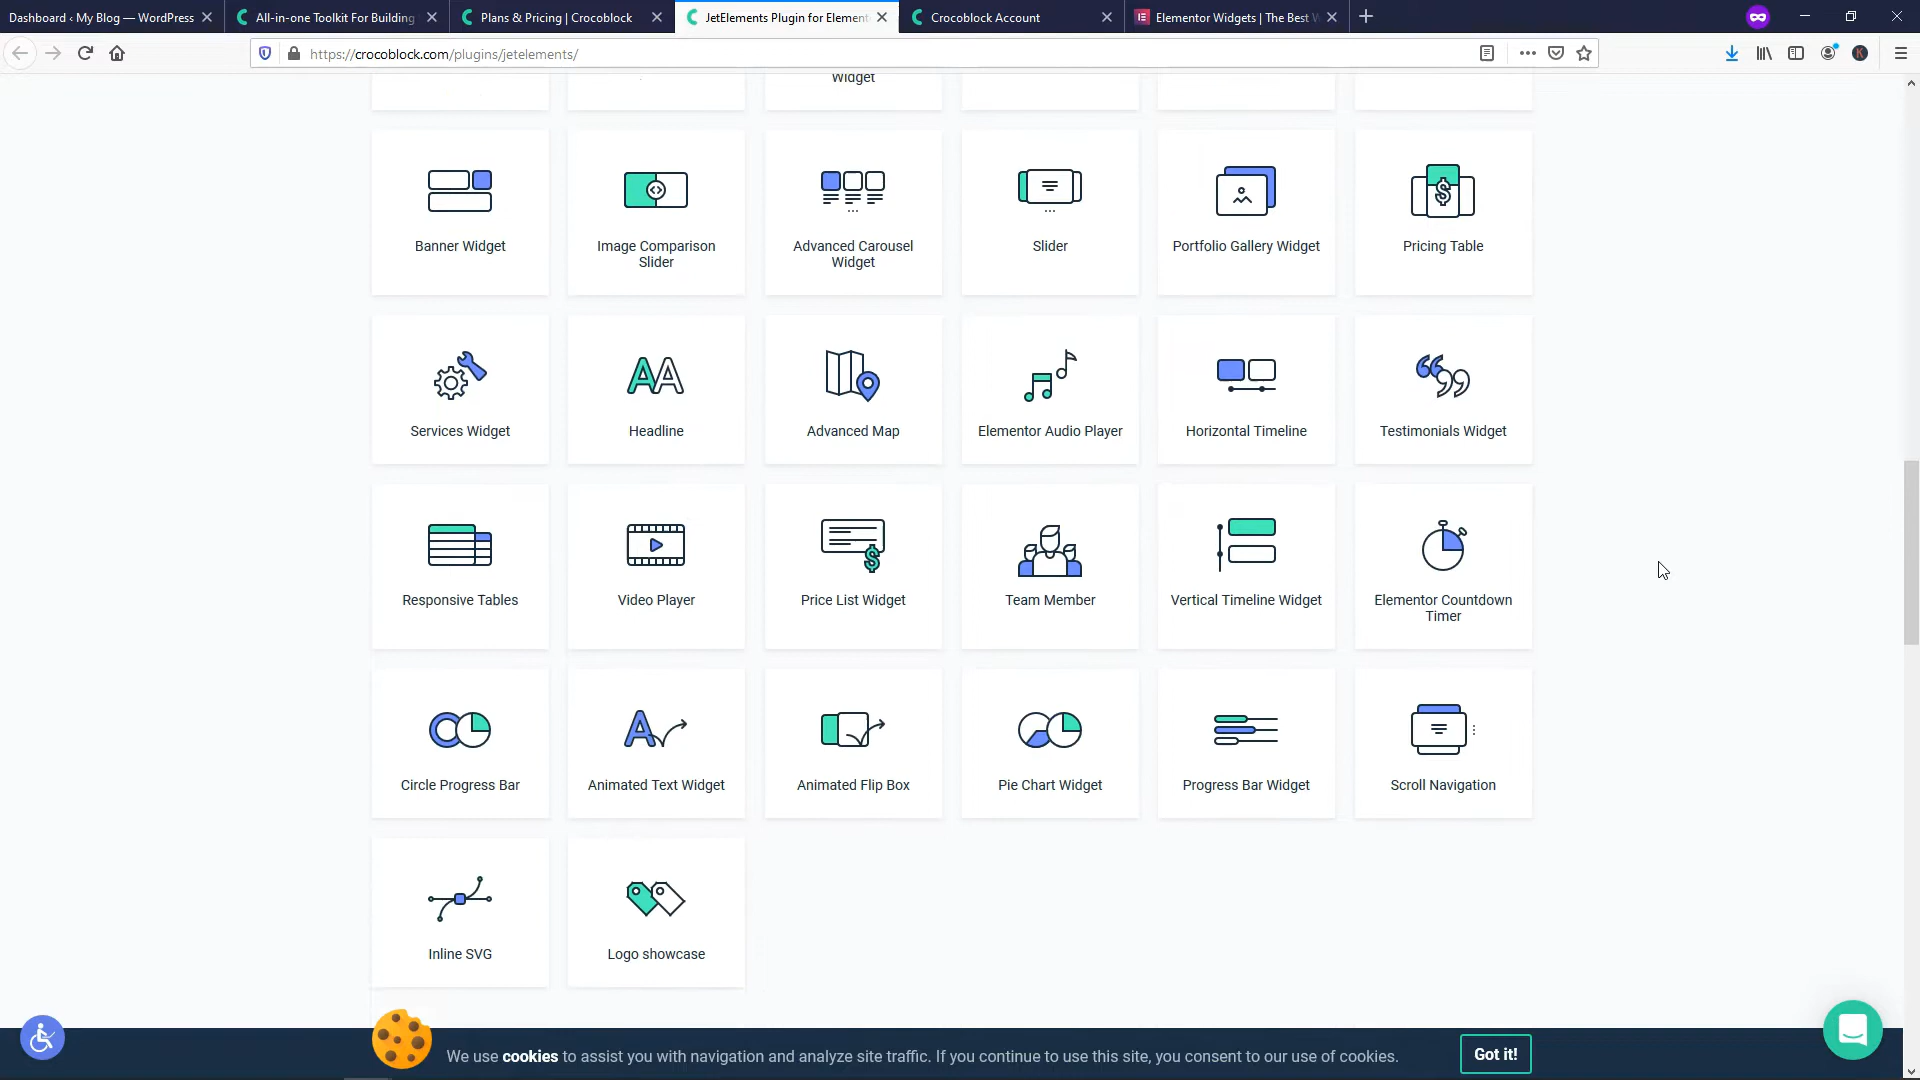 Dashboard ‹ My Blog — WordPress
All-in-one Toolkit For Building
Plans & Pricing | Crocoblock
JetElements Plugin for Element
Crocoblock Account
Elementor Widgets | The Best W
https://crocoblock.com/plugins/jetelements/
K
Widget
Banner Widget
Image Comparison
Slider
Advanced Carousel
Widget
Slider
Portfolio Gallery Widget
Pricing Table
Services Widget
Headline
Advanced Map
Elementor Audio Player
Horizontal Timeline
Testimonials Widget
Responsive Tables
Video Player
Price List Widget
Team Member
Vertical Timeline Widget
Elementor Countdown
Timer
Circle Progress Bar
Animated Text Widget
Animated Flip Box
Pie Chart Widget
Progress Bar Widget
Scroll Navigation
Inline SVG
Logo showcase
We use cookies to assist you with navigation and analyze site traffic. If you continue to use this site, you consent to our use of cookies.
Got it!